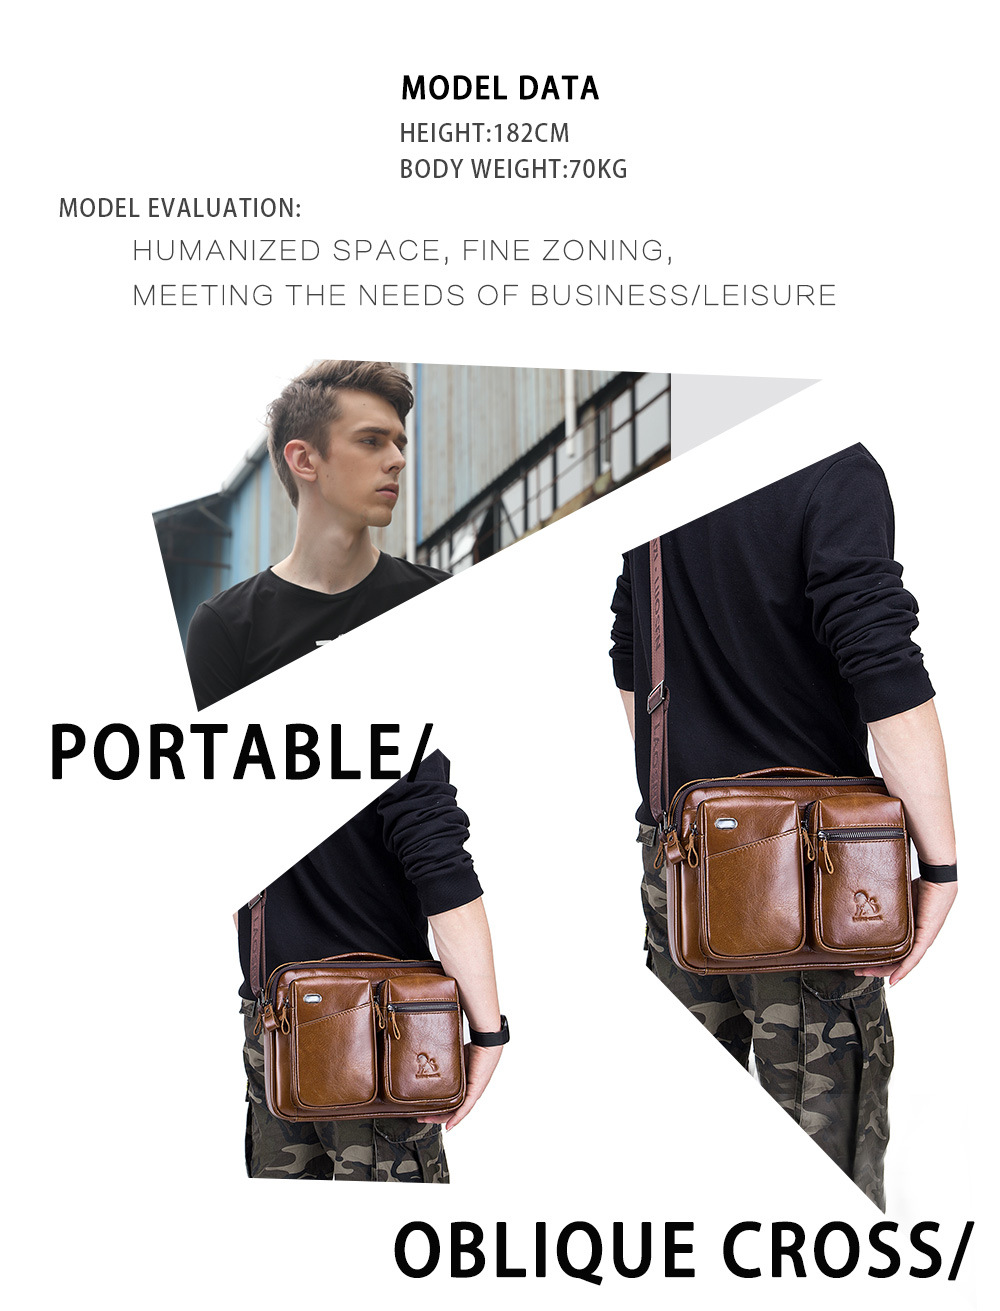 MODEL DATA
HEIGHT:182CM
BODY WEIGHT:70KG
MODEL EVALUATION:
HUMANIZED SPACE, FINE ZONING,
MEETING THE NEEDS OF BUSINESS/LEISURE
PORTABLE/
OBLIQUE CROSS/